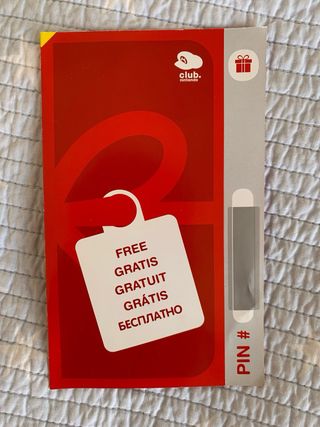 club.
nintendo
FREE
GRATIS
GRATUIT
GRÁTIS
БЕСПЛАТНО
PIN #